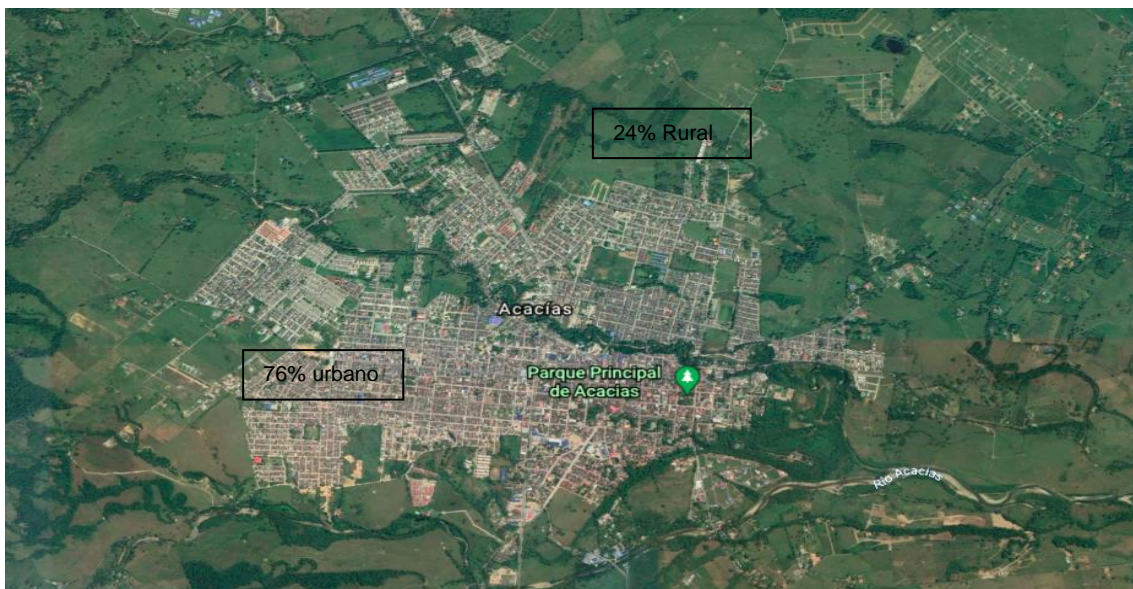 24% Rural
Acacías
76% urbano
Parque Principal
de Acacias
Río Acacías